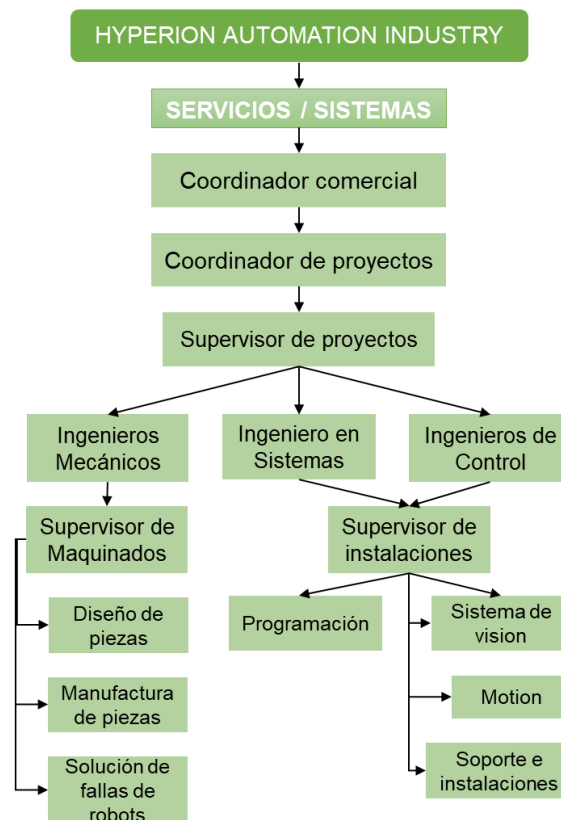 HYPERION AUTOMATION INDUSTRY
SERVICIOS / SISTEMAS
Coordinador comercial
Coordinador de proyectos
Supervisor de proyectos
Ingenieros
Mecánicos
Ingeniero en
Sistemas
Ingenieros de
Control
Supervisor de
Maquinados
Supervisor de
instalaciones
Diseño de
piezas
Programación
Sistema de
vision
Manufactura
de piezas
Motion
Solución de
fallas de
robots
Soporte e
instalaciones